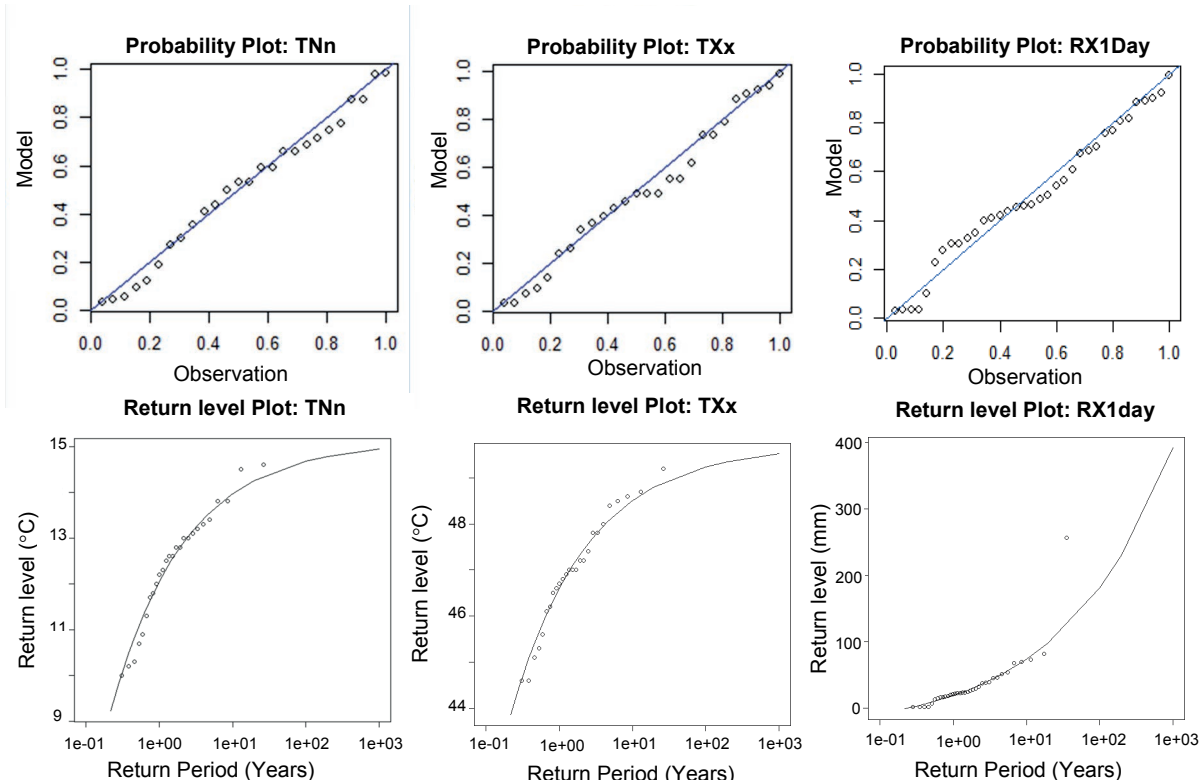 Probability Plot: TNn
Model
0.0 0.2 0.4 0.6 0.8 1.0
0.0 0.2 0.4 0.6 0.8 1.0
Observation
Probability Plot: TXx
Model
0.0 0.2 0.4 0.6 0.8 1.0
0.0 0.2 0.4 0.6 0.8 1.0
Observation
Probability Plot: RX1Day
Model
0.0 0.2 0.4 0.6 0.8 1.0
0.0 0.2 0.4 0.6 0.8 1.0
Observation
Return level Plot: TNn
Return level (°C)
15
13
11
9
1e-01 1e+00 1e+01 1e+02 1e+03
Return Period (Years)
Return level Plot: TXx
Return level (°C)
48
46
44
1e-01 1e+00 1e+01 1e+02 1e+03
Return Period (Years)
Return level Plot: RX1day
Return level (mm)
400
300
200
100
0
1e-01 1e+00 1e+01 1e+02 1e+03
Return Period (Years)